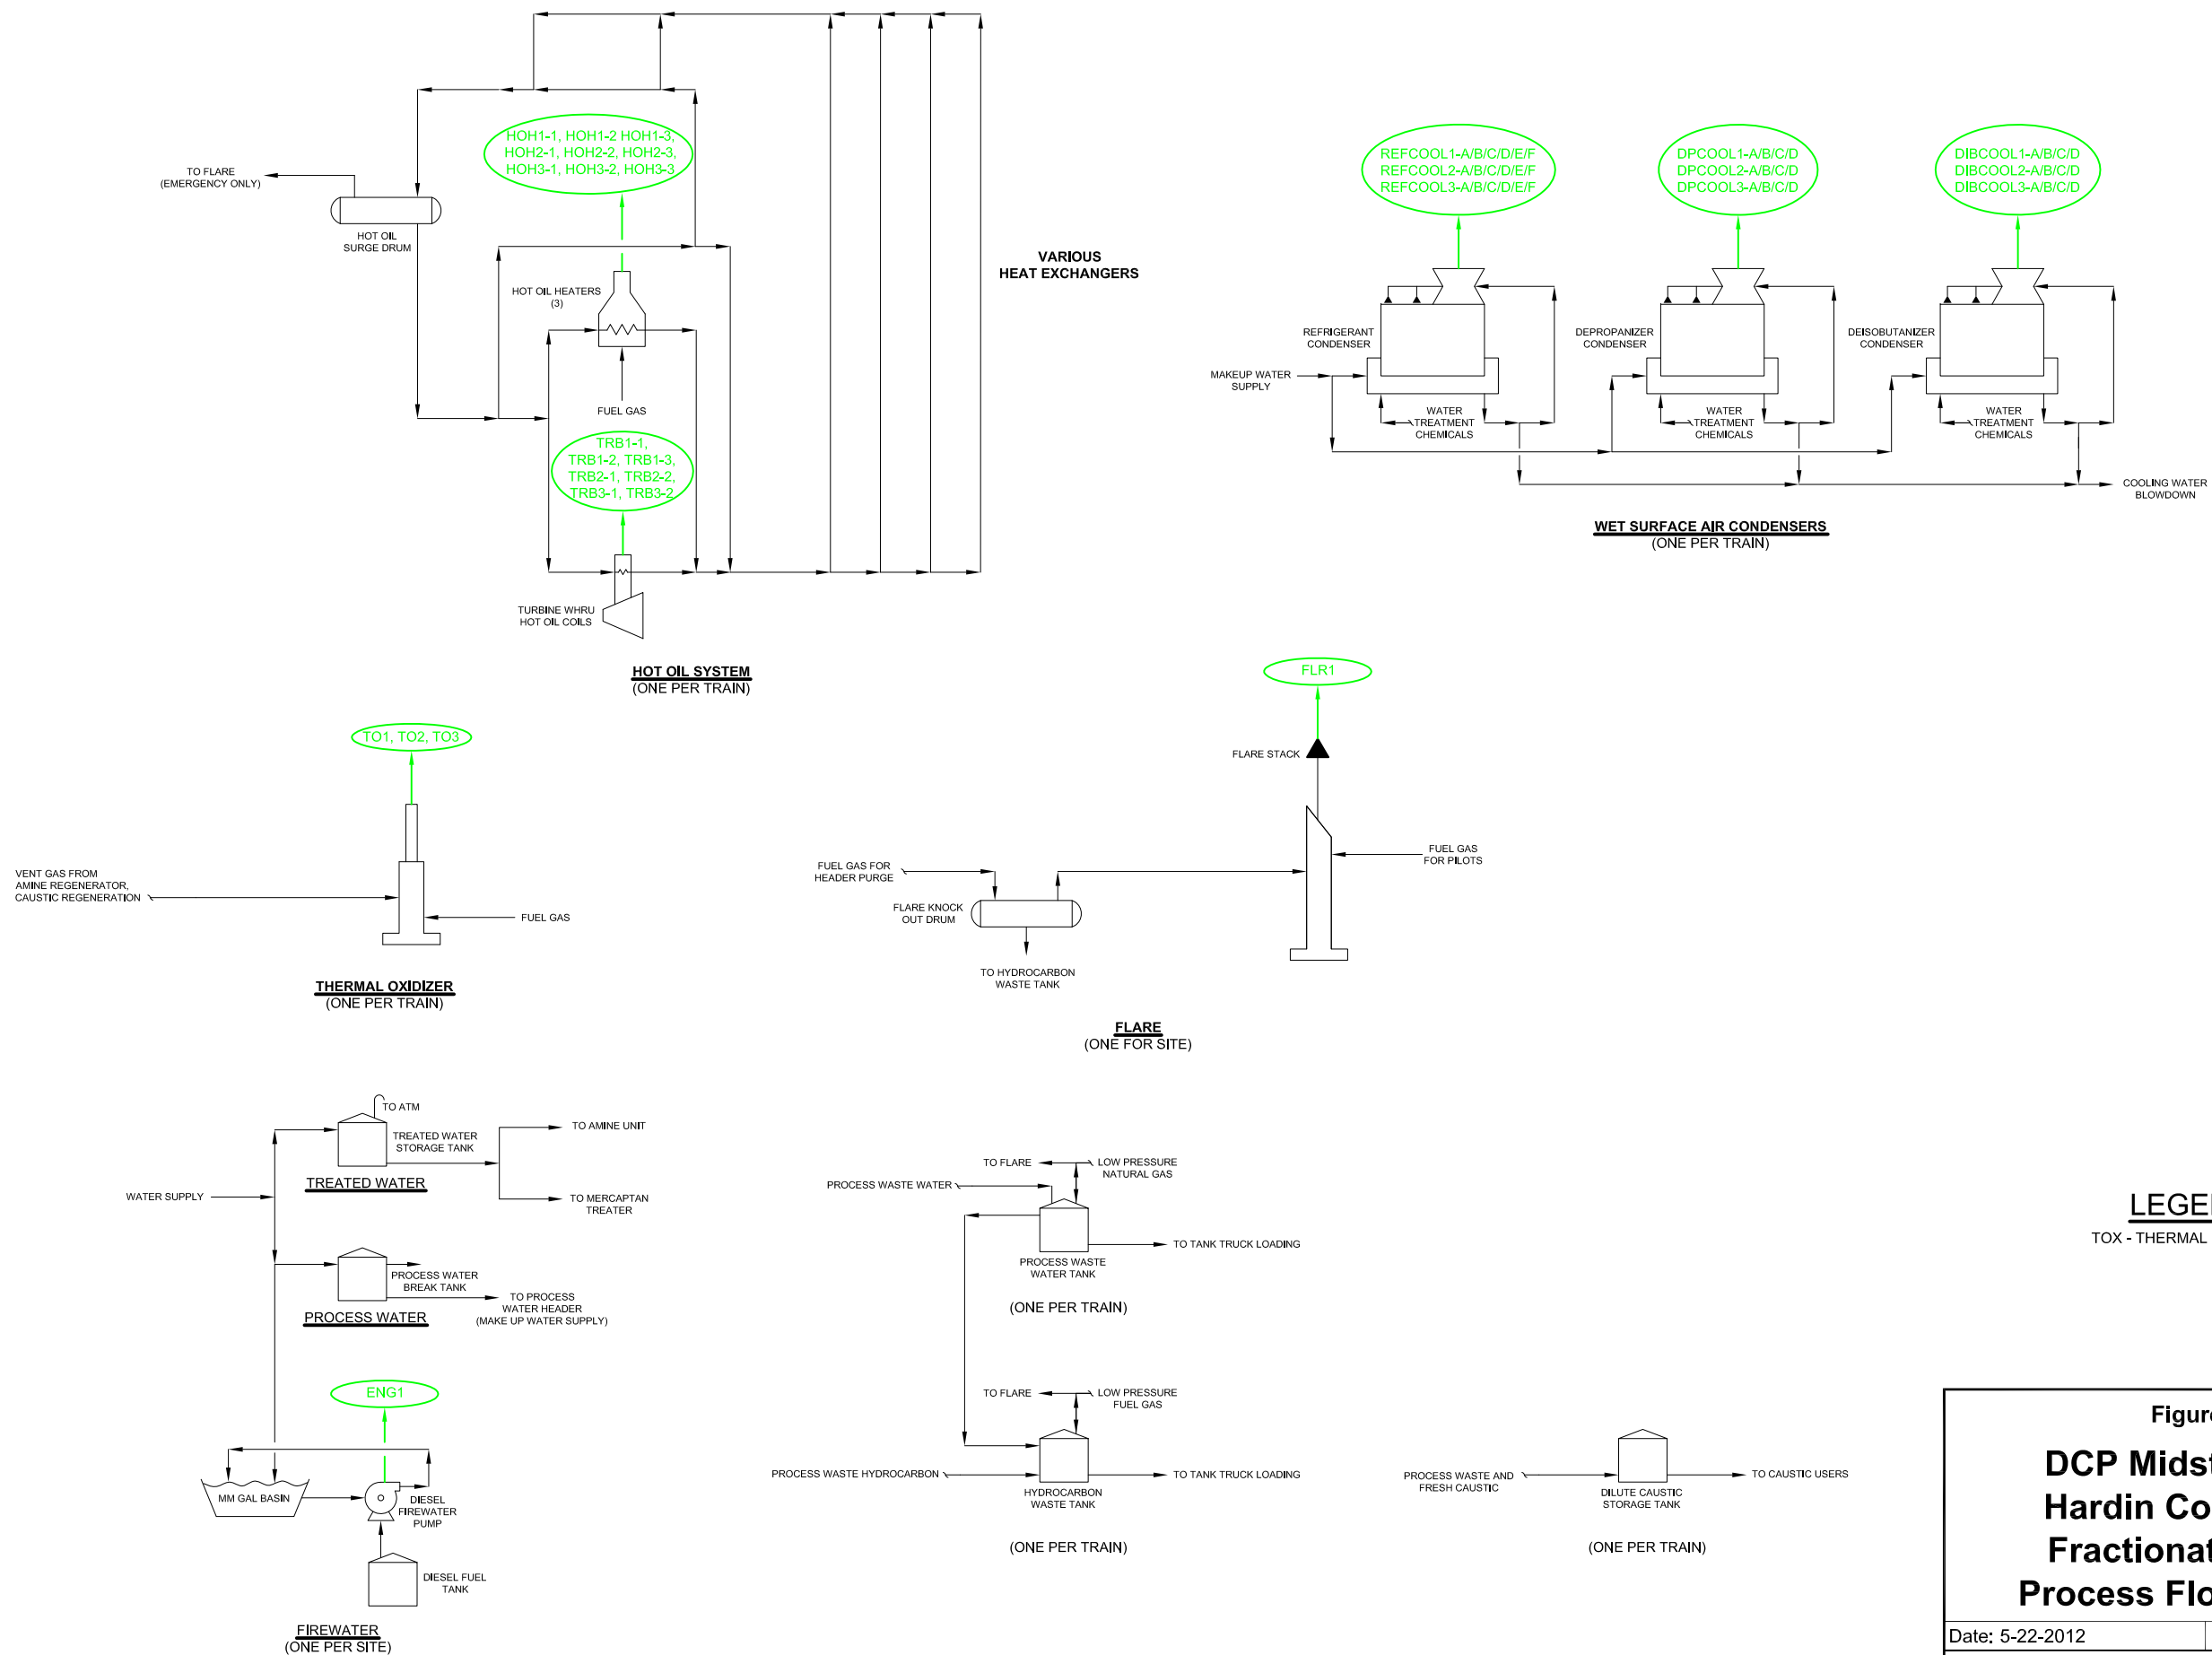 HOH1-1, HOH1-2 HOH1-3,
HOH2-1, HOH2-2, HOH2-3,
HOH3-1, HOH3-2, HOH3-3
TO FLARE
(EMERGENCY ONLY)
HOT OIL
SURGE DRUM
HOT OIL HEATERS
(3)
FUEL GAS
TRB1-1,
TRB1-2, TRB1-3,
TRB2-1, TRB2-2,
TRB3-1, TRB3-2
TURBINE WHRU
HOT OIL COILS
VARIOUS
HEAT EXCHANGERS
HOT OIL SYSTEM
(ONE PER TRAIN)
REFCOOL1-A/B/C/D/E/F
REFCOOL2-A/B/C/D/E/F
REFCOOL3-A/B/C/D/E/F
DPCOOL1-A/B/C/D
DPCOOL2-A/B/C/D
DPCOOL3-A/B/C/D
DIBCOOL1-A/B/C/D
DIBCOOL2-A/B/C/D
DIBCOOL3-A/B/C/D
REFRIGERANT
CONDENSER
DEPROPANIZER
CONDENSER
DEISOBUTANIZER
CONDENSER
MAKEUP WATER
SUPPLY
WATER
TREATMENT
CHEMICALS
WATER
TREATMENT
CHEMICALS
WATER
TREATMENT
CHEMICALS
COOLING WATER
BLOWDOWN
WET SURFACE AIR CONDENSERS
(ONE PER TRAIN)
TO1, TO2, TO3
VENT GAS FROM
AMINE REGENERATOR,
CAUSTIC REGENERATION
FUEL GAS
THERMAL OXIDIZER
(ONE PER TRAIN)
FLR1
FLARE STACK
FUEL GAS FOR
HEADER PURGE
FUEL GAS
FOR PILOTS
FLARE KNOCK
OUT DRUM
TO HYDROCARBON
WASTE TANK
FLARE
(ONE FOR SITE)
TO ATM
TREATED WATER
STORAGE TANK
TO AMINE UNIT
TREATED WATER
WATER SUPPLY
TO MERCAPTAN
TREATER
PROCESS WATER
BREAK TANK
TO PROCESS
WATER HEADER
(MAKE UP WATER SUPPLY)
PROCESS WATER
ENG1
MM GAL BASIN
DIESEL
FIREWATER
PUMP
DIESEL FUEL
TANK
FIREWATER
(ONE PER SITE)
TO FLARE
LOW PRESSURE
NATURAL GAS
PROCESS WASTE WATER
TO TANK TRUCK LOADING
PROCESS WASTE
WATER TANK
(ONE PER TRAIN)
TO FLARE
LOW PRESSURE
FUEL GAS
PROCESS WASTE HYDROCARBON
TO TANK TRUCK LOADING
HYDROCARBON
WASTE TANK
(ONE PER TRAIN)
PROCESS WASTE AND
FRESH CAUSTIC
TO CAUSTIC USERS
DILUTE CAUSTIC
STORAGE TANK
(ONE PER TRAIN)
TOX - THERMAL
DCP
Hardin
Process
Date: 5-22-2012